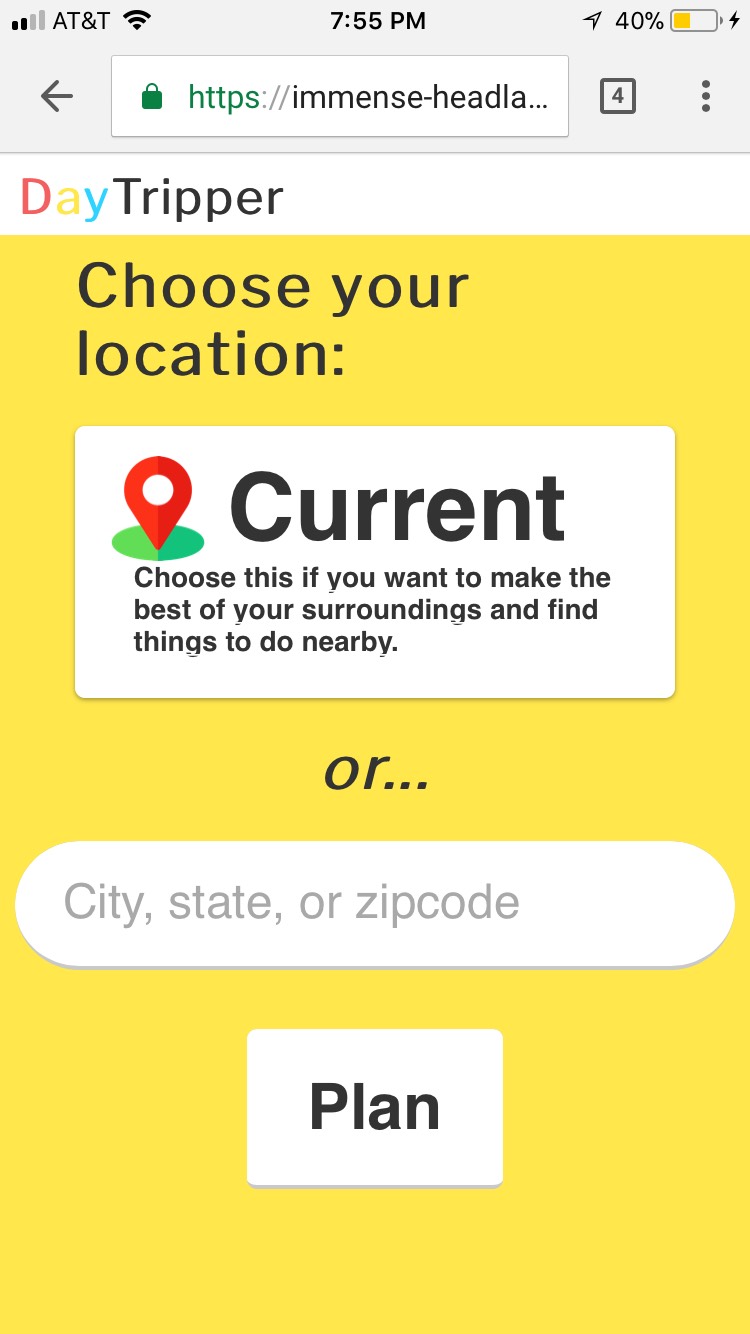 AT&T 7:55 PM 40%
https://immense-headla... 4
DayTripper
Choose your
location:
Current
Choose this if you want to make the
best of your surroundings and find
things to do nearby.
or...
City, state, or zipcode
Plan